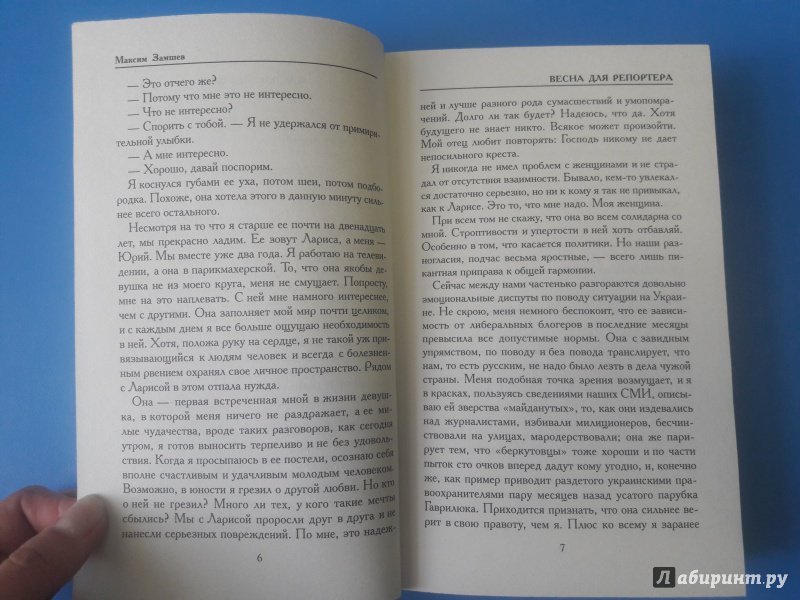 Максим Замшев
— Это отчего же?
— Потому что мне это не интересно.
— Что не интересно?
— Спорить с тобой. — Я не удержался от примири-
тельной улыбки.
— А мне интересно.
— Хорошо, давай поспорим.
Я коснулся губами ее уха, потом шеи, потом подбо-
родка. Похоже, она хотела этого в данную минуту силь-
нее всего остального.
Несмотря на то что я старше ее почти на двенадцать
лет, мы прекрасно ладим. Ее зовут Лариса, а меня —
Юрий. Мы вместе уже два года. Я работаю на телеви-
дении, а она в парикмахерской. То, что она якобы де-
вушка не из моего круга, меня не смущает. Попросту,
мне на это наплевать. С ней мне намного интереснее,
чем с другими. Она заполняет мой мир почти целиком,
и с каждым днем я все больше ощущаю необходимость
в ней. Хотя, положа руку на сердце, я не такой уж при-
вязывающийся к людям человек и всегда с болезнен-
ным рвением охранял свое личное пространство. Рядом
с Ларисой в этом отпала нужда.
Она — первая встреченная мной в жизни девуш-
ка, в которой меня ничего не раздражает, а ее ми-
лые чудачества, вроде таких разговоров, как сегодня
утром, я готов выносить терпеливо и не без удоволь-
ствия. Когда я просыпаюсь в ее постели, осознаю себя
вполне счастливым и удачливым молодым человеком.
Возможно, в юности я грезил о другой любви. Но кто
о ней не грезил? Много ли тех, у кого такие мечты
сбылись? Мы с Ларисой проросли друг в друга и не
нанесли серьезных повреждений. По мне, это надеж-
6
ВЕСНА ДЛЯ РЕПОРТЕРА
ней и лучше разного рода сумасшествий и умопомра-
чений. Долго ли так будет? Надеюсь, что да. Хотя
будущего не знает никто. Всякое может произойти.
Мой отец любит повторять: Господь никому не дает
непосильного креста.
Я никогда не имел проблем с женщинами и не стра-
дал от отсутствия взаимности. Бывало, кем-то увлекался
достаточно серьезно, но ни к кому я так не привыкал,
как к Ларисе. Это то, что мне надо. Моя женщина.
При всем том не скажу, что она во всем солидарна со
мной. Строптивости и упертости в ней хоть отбавляй.
Особенно в том, что касается политики. Но наши раз-
ногласия, подчас весьма яростные, — всего лишь пи-
кантная приправа к общей гармонии.
Сейчас между нами частенько разгораются довольно
эмоциональные диспуты по поводу ситуации на Украи-
не. Не скрою, меня немного беспокоит, что ее зависи-
мость от либеральных блогеров в последние месяцы
превысила все допустимые нормы. Она с завидным
упрямством, по поводу и без повода транслирует, что
нам, то есть русским, не надо было лезть в дела чужой
страны. Меня подобная точка зрения возмущает, и я
в красках, пользуясь сведениями наших СМИ, описы-
ваю ей зверства «майданутых», то, как они издевались
над журналистами, избивали милиционеров, бесчин-
ствовали на улицах, мародерствовали; она же пари-
рует тем, что «беркутовцы» тоже хороши и по части
пыток сто очков вперед дадут кому угодно, и, конечно
же, как пример приводит раздетого украинскими пра-
воохранителями пару месяцев назад усатого парубка
Гаврилюка. Приходится признать, что она сильнее ве-
рит в свою правоту, чем я. Плюс ко всему я заранее
7
Лабиринт.ру